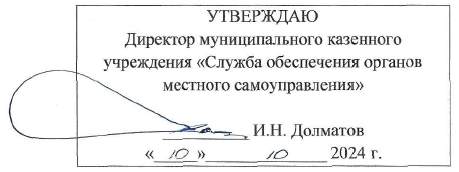 УТВЕРЖДАЮ
Директор муниципального казенного
учреждения «Служба обеспечения органов
местного самоуправления»
И.Н. Долматов
«10» 10 2024 г.